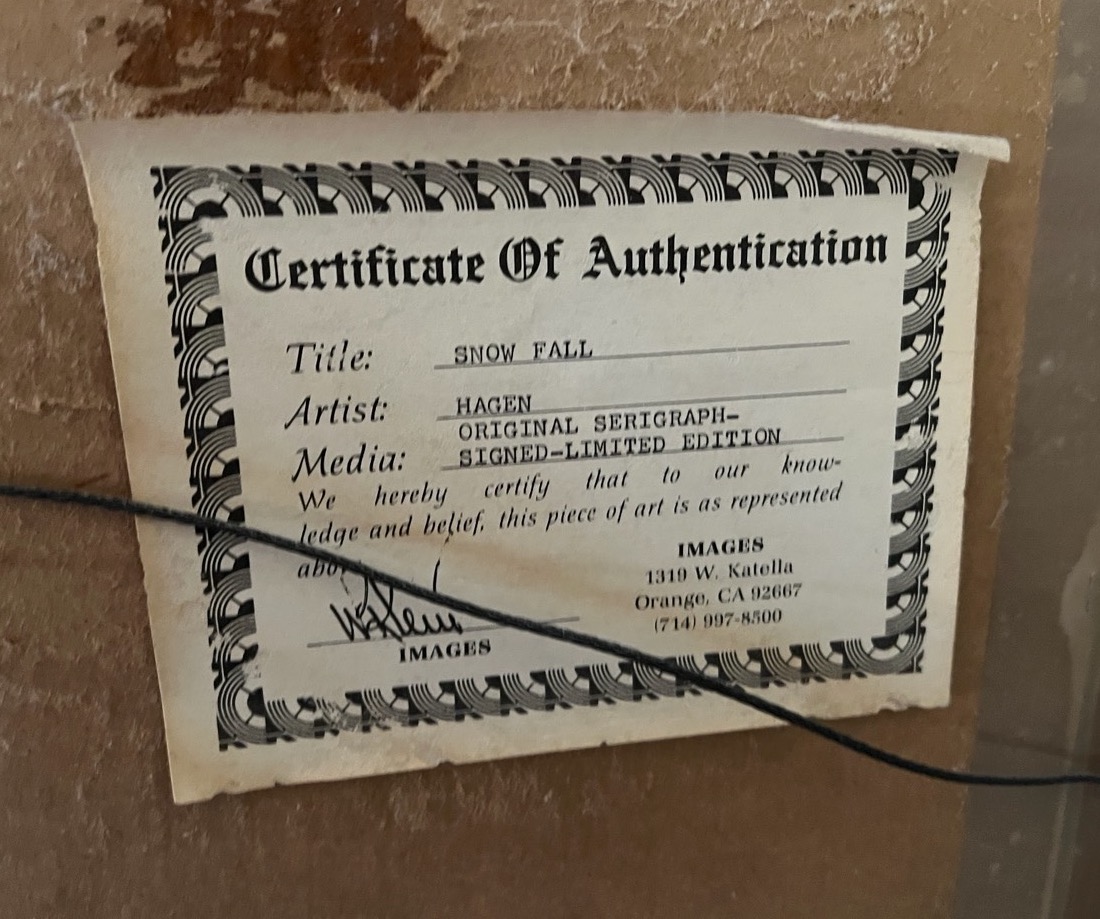 Certificate Of Authentication
Title: SNOW FALL
Artist: HAGEN
ORIGINAL SERIGRAPH-
Media: SIGNED-LIMITED EDITION
We hereby certify that to our know-
ledge and belief, this piece of art is as represented
IMAGES
1319 W. Katella
Orange, CA 92667
(714) 997-8500
IMAGES